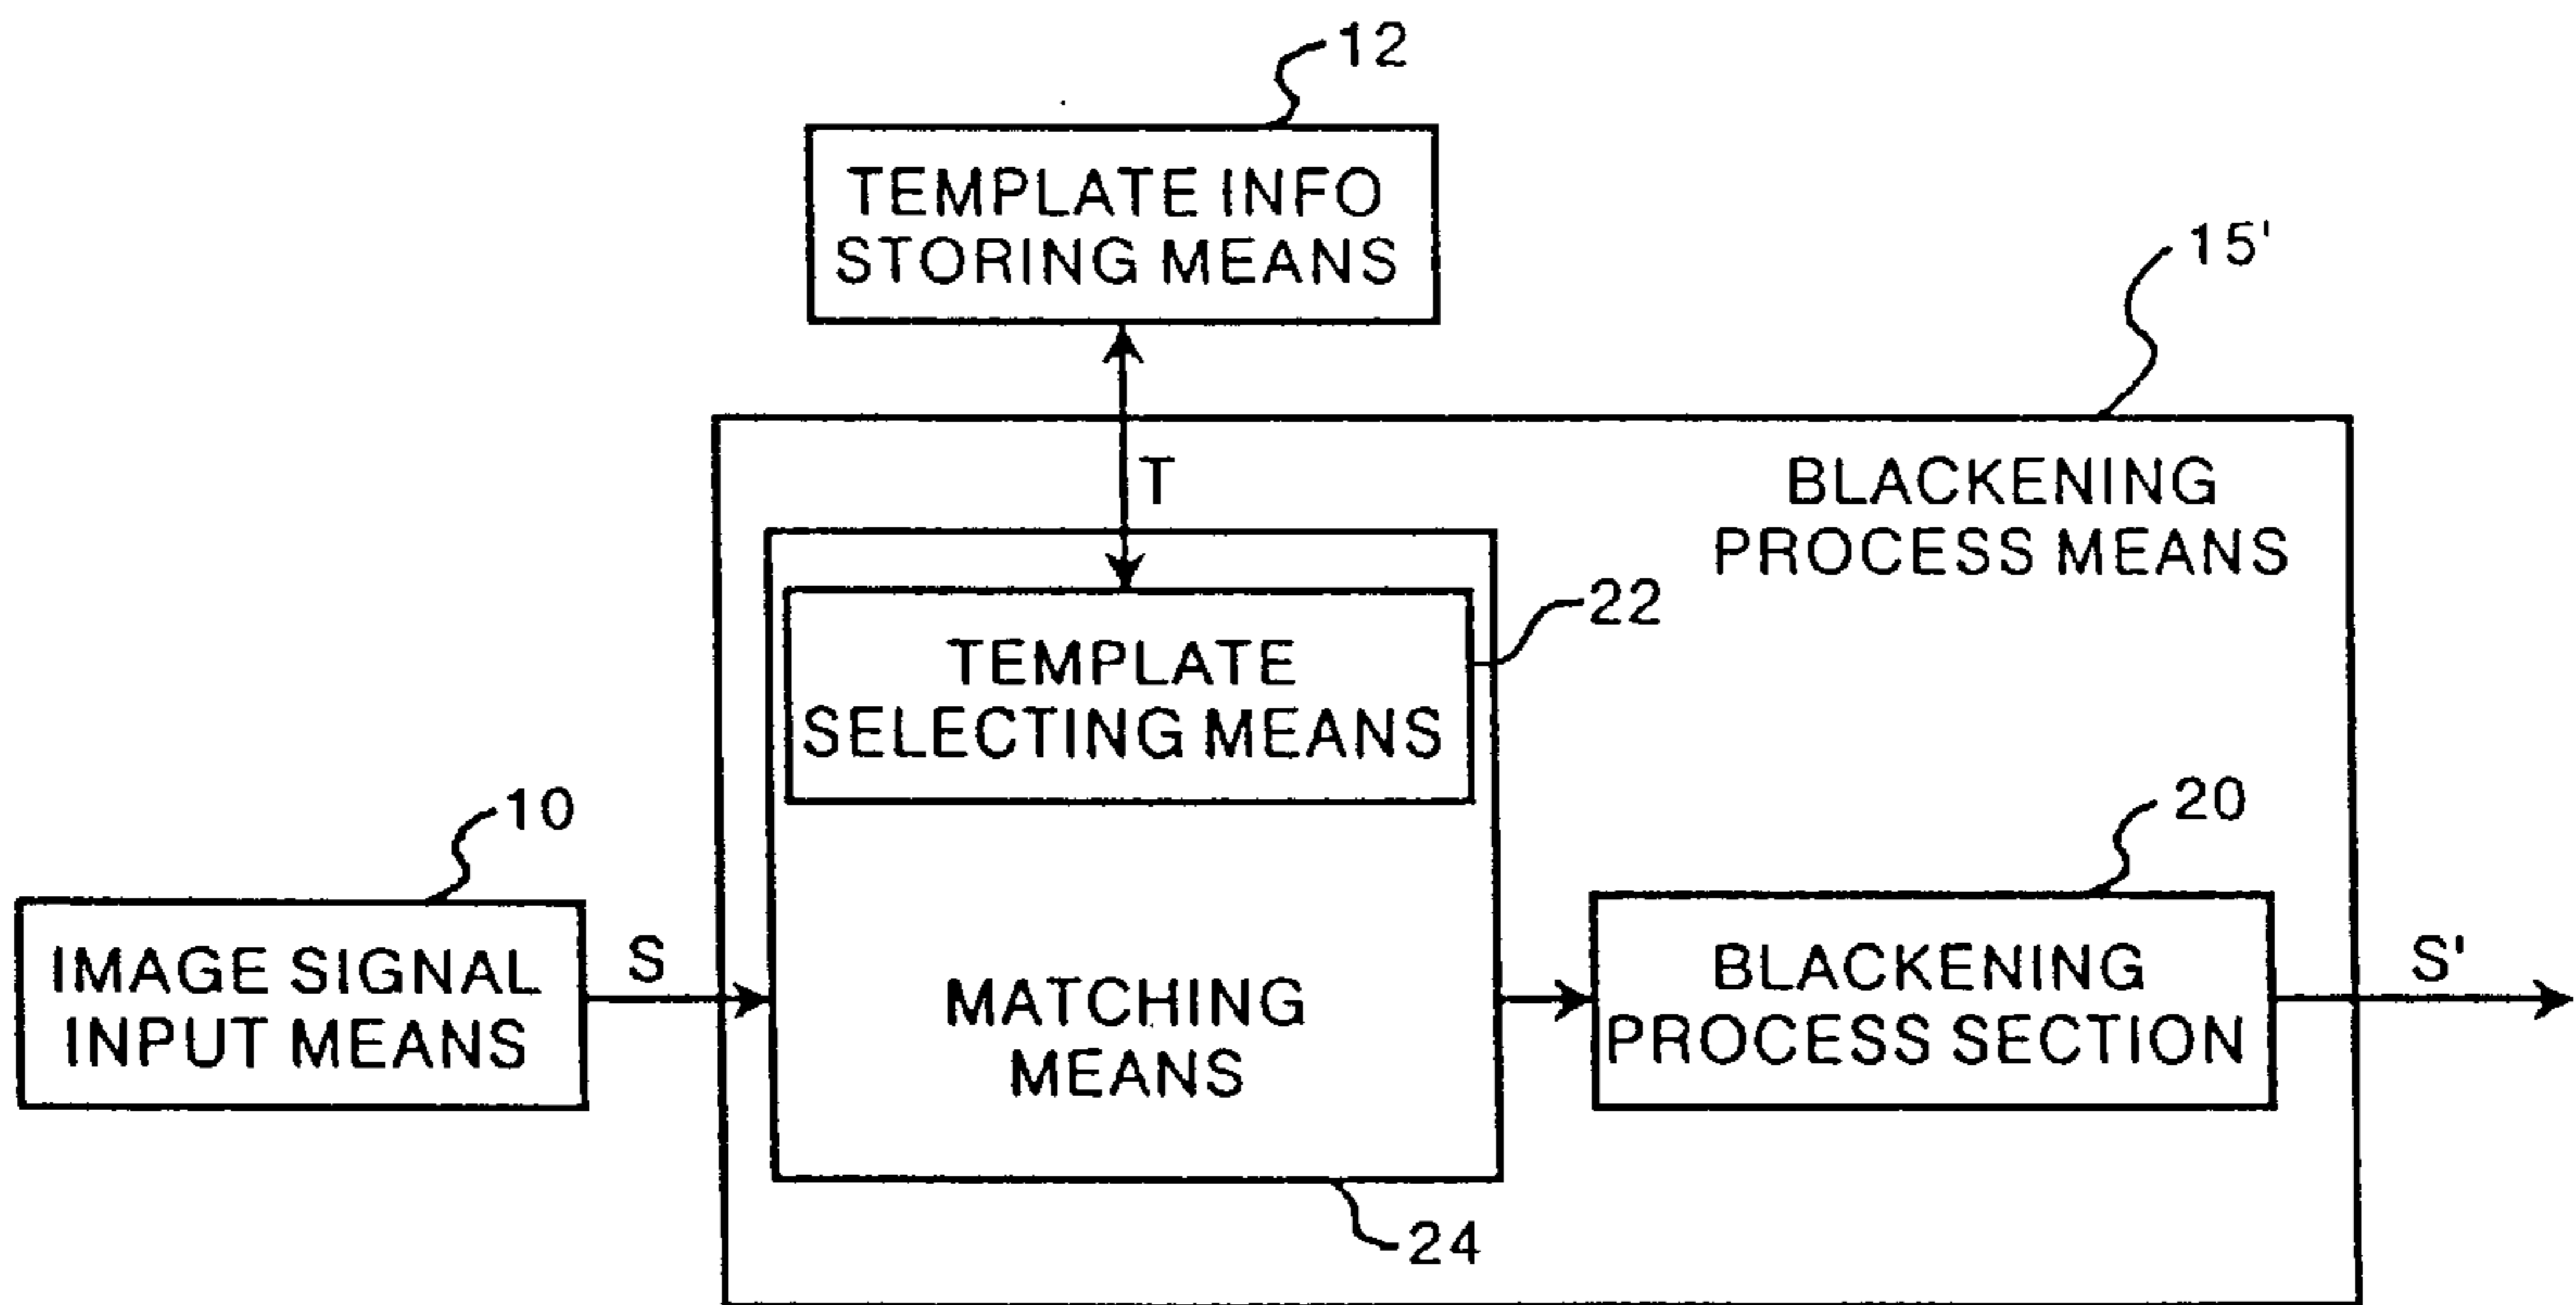 12
TEMPLATE INFO
STORING MEANS
15'
T
BLACKENING
PROCESS MEANS
22
TEMPLATE
SELECTING MEANS
10
20
IMAGE SIGNAL
INPUT MEANS
S
MATCHING
MEANS
BLACKENING
PROCESS SECTION
S'
24